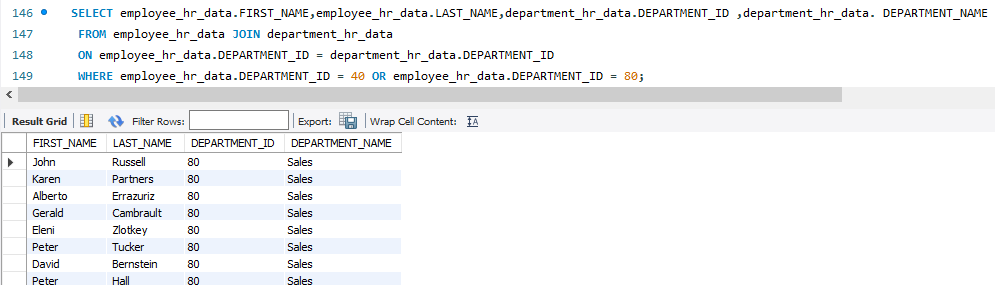 146 SELECT employee_hr_data.FIRST_NAME,employee_hr_data.LAST_NAME,department_hr_data.DEPARTMENT_ID ,department_hr_data. DEPARTMENT_NAME
147 FROM employee_hr_data JOIN department_hr_data
148 ON employee_hr_data.DEPARTMENT_ID = department_hr_data.DEPARTMENT_ID
149 WHERE employee_hr_data.DEPARTMENT_ID = 40 OR employee_hr_data.DEPARTMENT_ID = 80;
Result Grid Filter Rows: Export: Wrap Cell Content:
FIRST_NAME LAST_NAME DEPARTMENT_ID DEPARTMENT_NAME
John Russell 80 Sales
Karen Partners 80 Sales
Alberto Errazuriz 80 Sales
Gerald Cambrault 80 Sales
Eleni Zlotkey 80 Sales
Peter Tucker 80 Sales
David Bernstein 80 Sales
Peter Hall 80 Sales